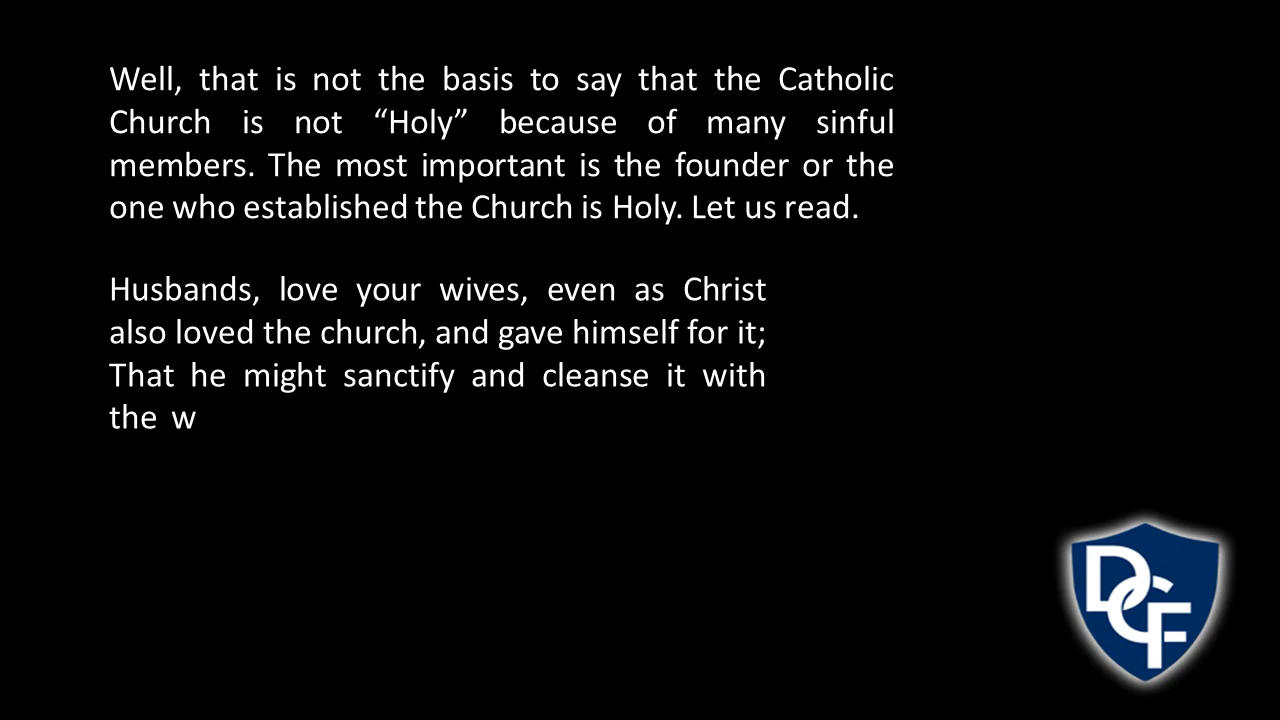 Well, that is not the basis to say that the Catholic
Church is not “Holy” because of many sinful
members. The most important is the founder or the
one who established the Church is Holy. Let us read.
Husbands, love your wives, even as Christ
also loved the church, and gave himself for it;
That he might sanctify and cleanse it with
the w
DCF